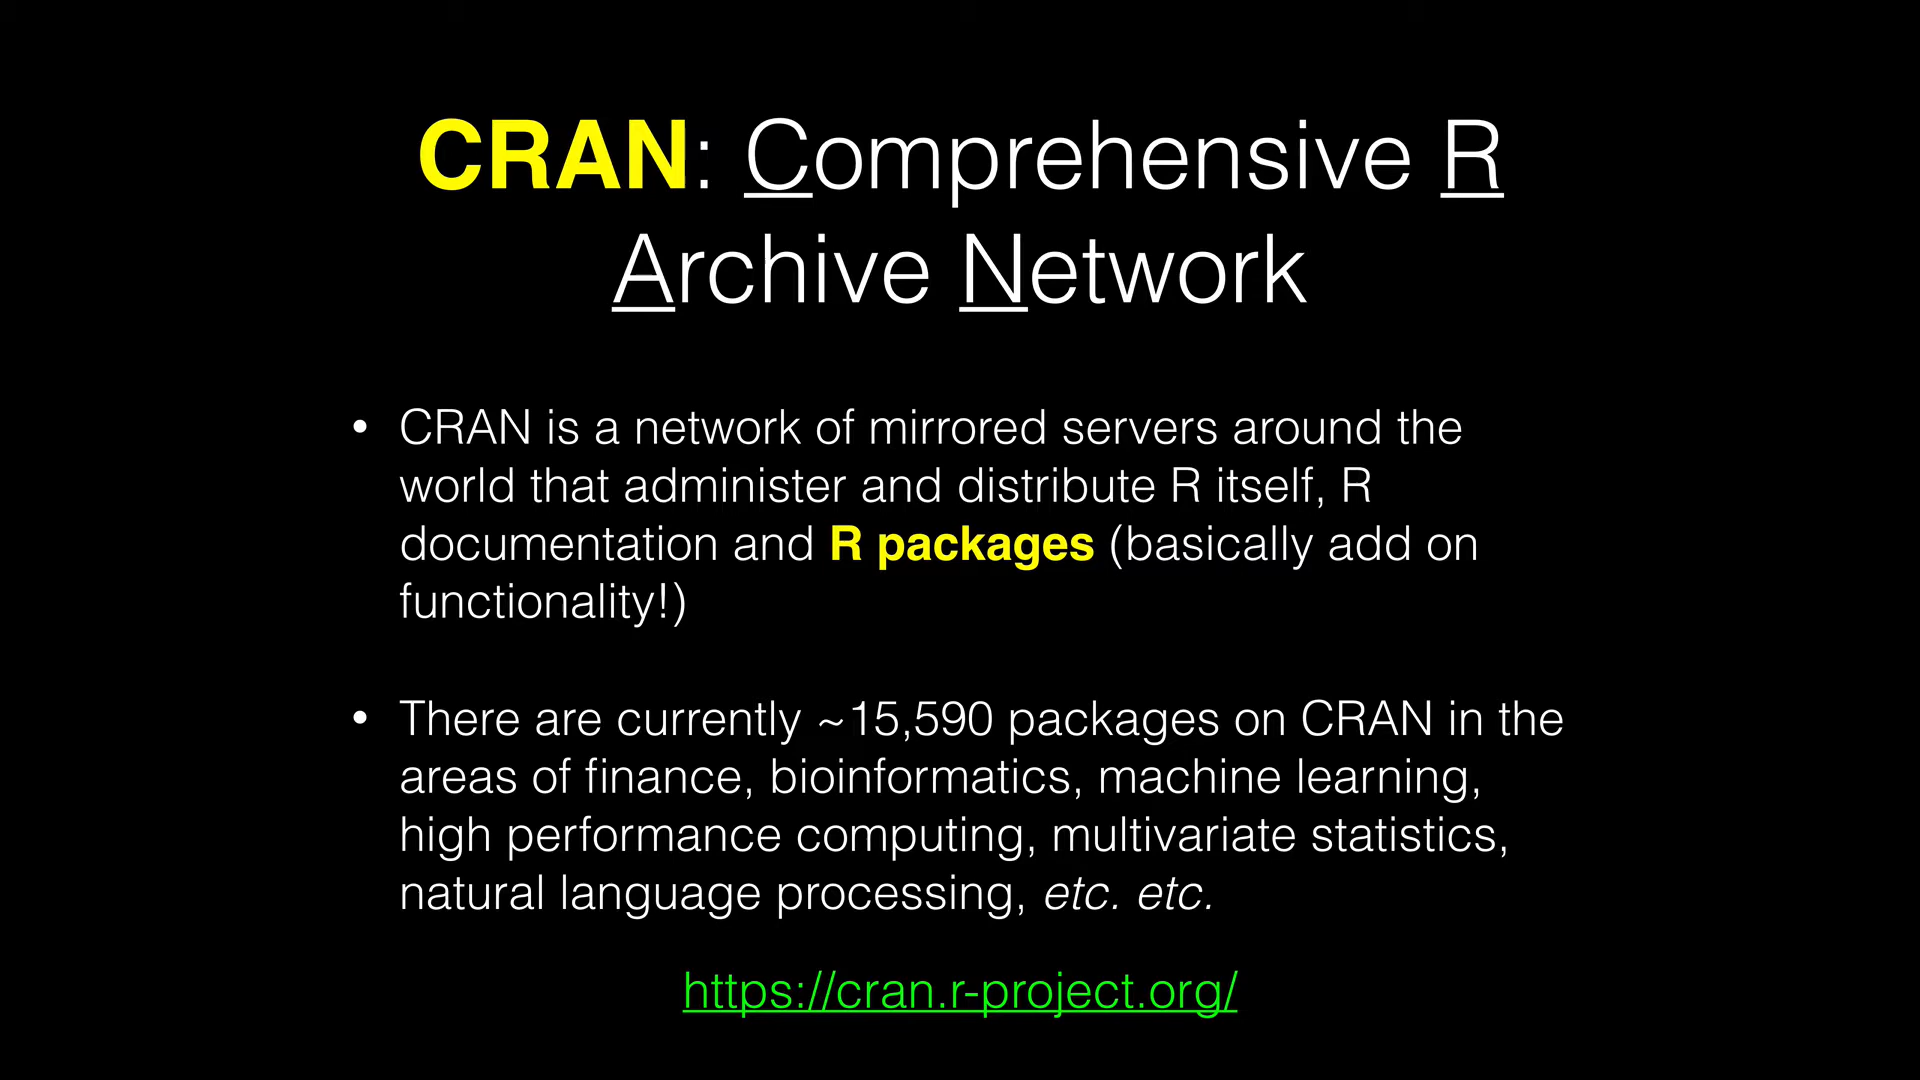 CRAN: Comprehensive R
Archive Network
• CRAN is a network of mirrored servers around the
world that administer and distribute R itself, R
documentation and R packages (basically add on
functionality!)
• There are currently ~15,590 packages on CRAN in the
areas of finance, bioinformatics, machine learning,
high performance computing, multivariate statistics,
natural language processing, etc. etc.
https://cran.r-project.org/